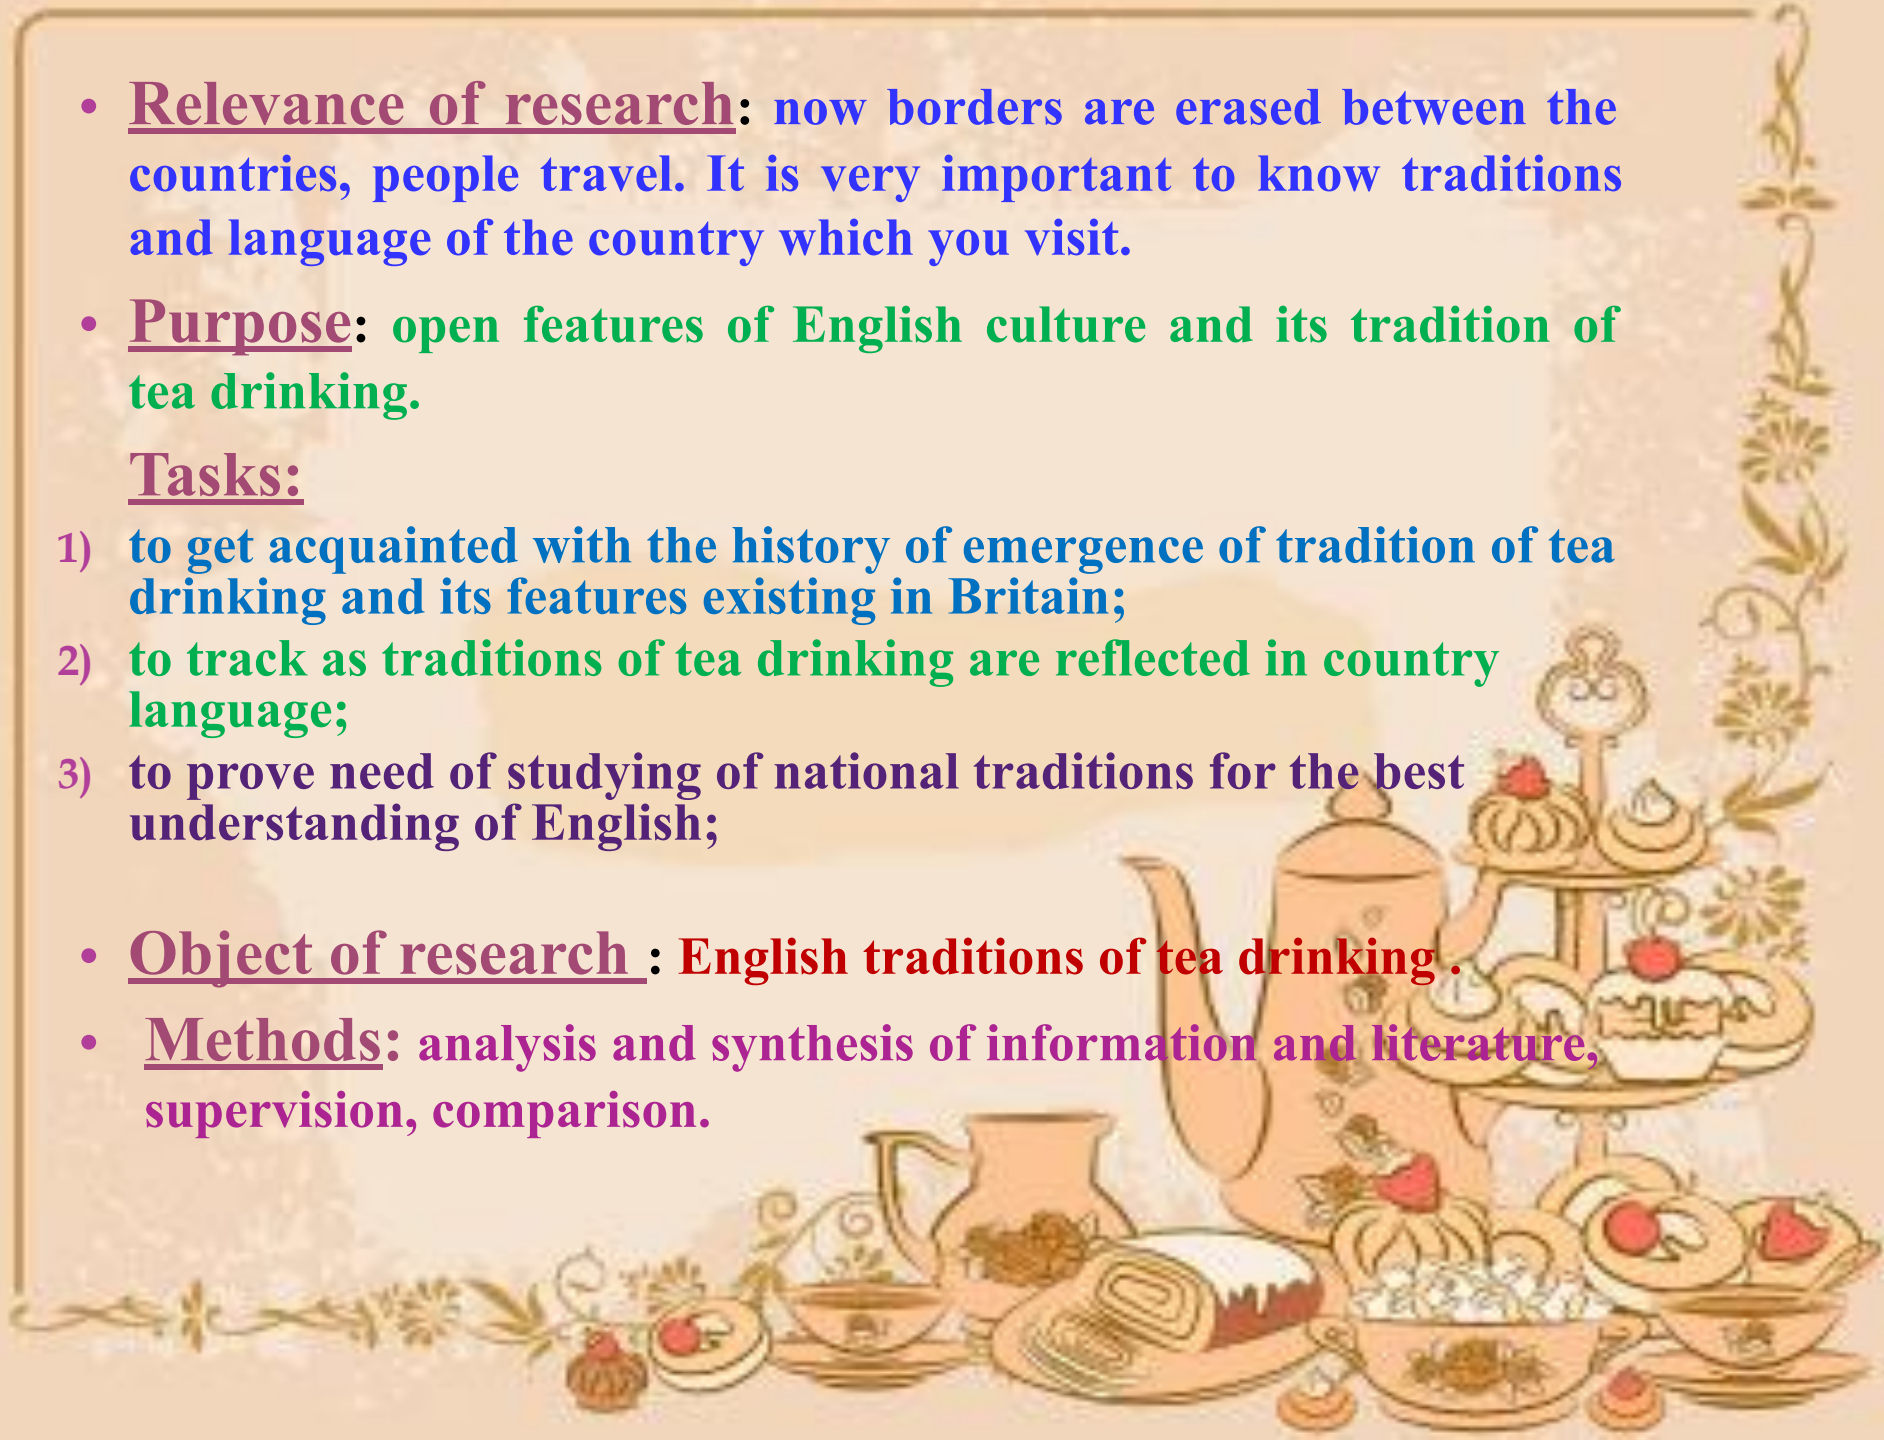 • Relevance of research: now borders are erased between the
countries, people travel. It is very important to know traditions
and language of the country which you visit.
• Purpose: open features of English culture and its tradition of
tea drinking.
Tasks:
1) to get acquainted with the history of emergence of tradition of tea
drinking and its features existing in Britain;
2) to track as traditions of tea drinking are reflected in country
language;
3) to prove need of studying of national traditions for the best
understanding of English;
• Object of research : English traditions of tea drinking .
• Methods: analysis and synthesis of information and literature,
supervision, comparison.